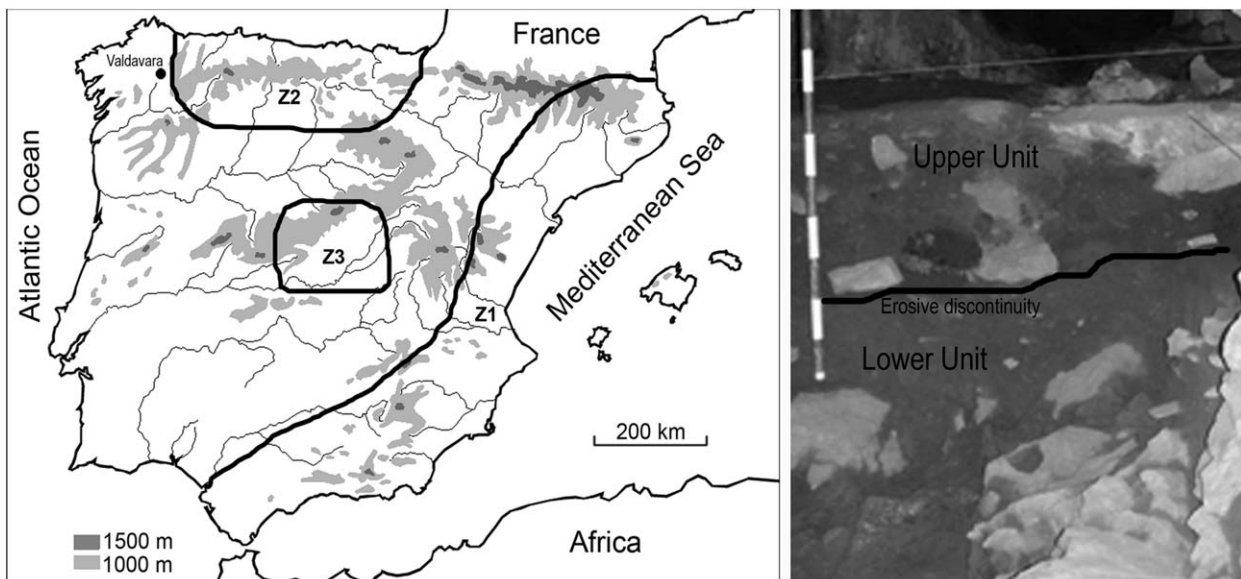 France
Valdavara
Z2
Atlantic Ocean
Z3
Z1
Mediterranean Sea
200 km
1500 m
1000 m
Africa
Upper Unit
Erosive discontinuity
Lower Unit